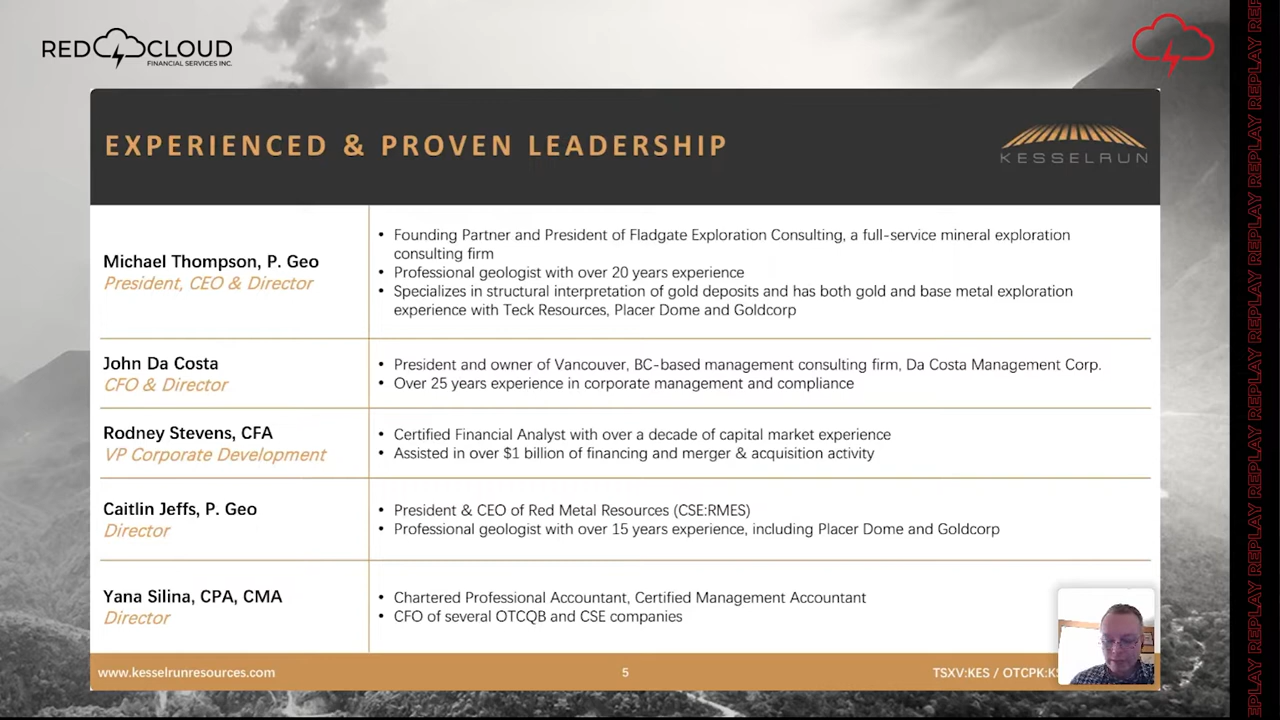 RED CLOUD
FINANCIAL SERVICES INC.
EXPERIENCED & PROVEN LEADERSHIP
KESSELRUN
Michael Thompson, P. Geo
President, CEO & Director
• Founding Partner and President of Fladgate Exploration Consulting, a full-service mineral exploration
consulting firm
• Professional geologist with over 20 years experience
• Specializes in structural interpretation of gold deposits and has both gold and base metal exploration
experience with Teck Resources, Placer Dome and Goldcorp
John Da Costa
CFO & Director
• President and owner of Vancouver, BC-based management consulting firm, Da Costa Management Corp.
• Over 25 years experience in corporate management and compliance
Rodney Stevens, CFA
VP Corporate Development
• Certified Financial Analyst with over a decade of capital market experience
• Assisted in over $1 billion of financing and merger & acquisition activity
Caitlin Jeffs, P. Geo
Director
• President & CEO of Red Metal Resources (CSE:RMES)
• Professional geologist with over 15 years experience, including Placer Dome and Goldcorp
Yana Silina, CPA, CMA
Director
• Chartered Professional Accountant, Certified Management Accountant
• CFO of several OTCQB and CSE companies
www.kesselrunresources.com
5
TSXV:KES / OTCPK:
REPLAY REPLAY REPLAY REPLAY REPLAY REPLAY REPLAY REPLAY